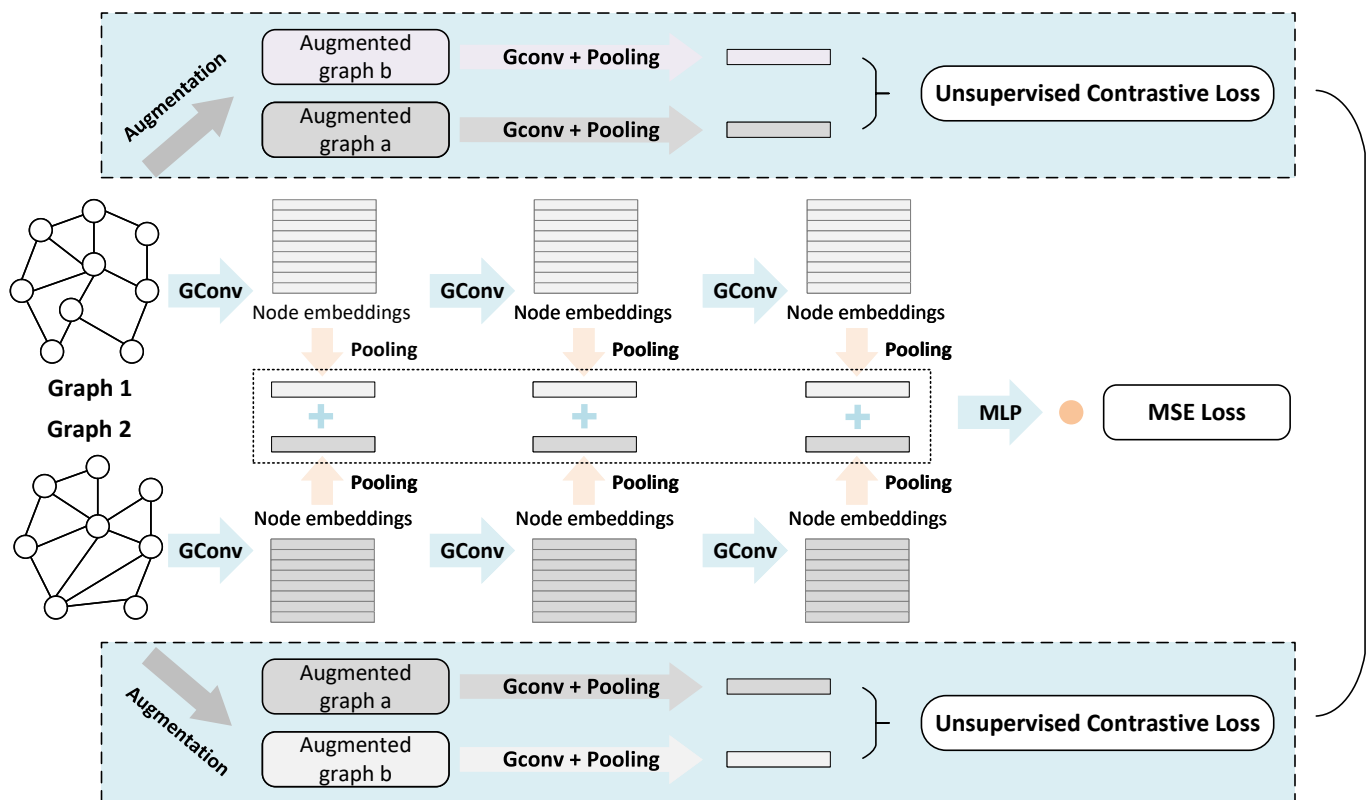 Augmentation
Augmented
graph b
Gconv + Pooling
Augmented
graph a
Gconv + Pooling
Unsupervised Contrastive Loss
GConv
Node embeddings
GConv
Node embeddings
GConv
Node embeddings
Pooling
Pooling
Pooling
Graph 1
Graph 2
MLP
MSE Loss
Pooling
Pooling
Pooling
Node embeddings
Node embeddings
Node embeddings
GConv
GConv
GConv
Augmentation
Augmented
graph a
Gconv + Pooling
Augmented
graph b
Gconv + Pooling
Unsupervised Contrastive Loss